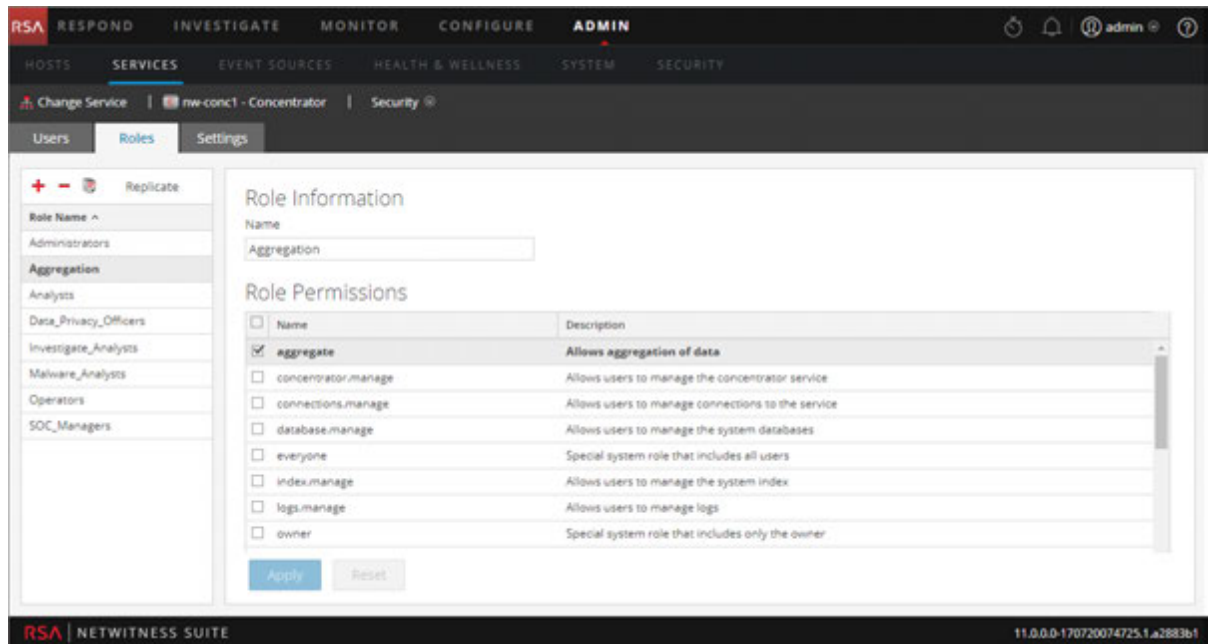 RSA RESPOND INVESTIGATE MONITOR CONFIGURE ADMIN admin
HOSTS SERVICES EVENT SOURCES HEALTH & WELLNESS SYSTEM SECURITY
Change Service | nw-conc1 - Concentrator | Security
Users Roles Settings
Replicate
Role Name
Administrators
Aggregation
Analysts
Data_Privacy_Officers
Investigate_Analysts
Malware_Analysts
Operators
SOC_Managers
Role Information
Name
Aggregation
Role Permissions
Name Description
aggregate Allows aggregation of data
concentrator.manage Allows users to manage the concentrator service
connections.manage Allows users to manage connections to the service
database.manage Allows users to manage the system databases
everyone Special system role that includes all users
index.manage Allows users to manage the system index
logs.manage Allows users to manage logs
owner Special system role that includes only the owner
Apply Reset
RSA | NETWITNESS SUITE 11.0.0.0-170720074725.1.a2883b1